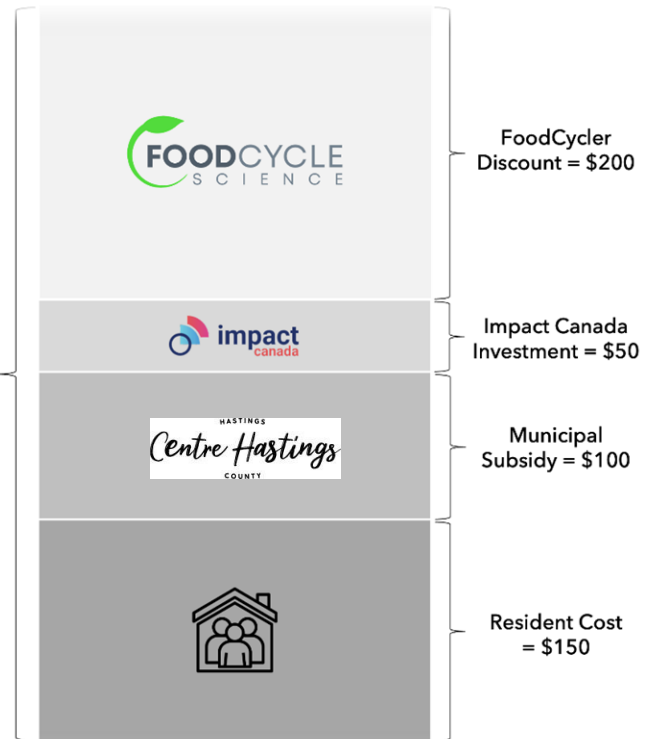 FOODCYCLE
SCIENCE
FoodCycler
Discount = $200
impact
canada
Impact Canada
Investment = $50
HASTINGS
Centre Hastings
COUNTY
Municipal
Subsidy = $100
Resident Cost
= $150